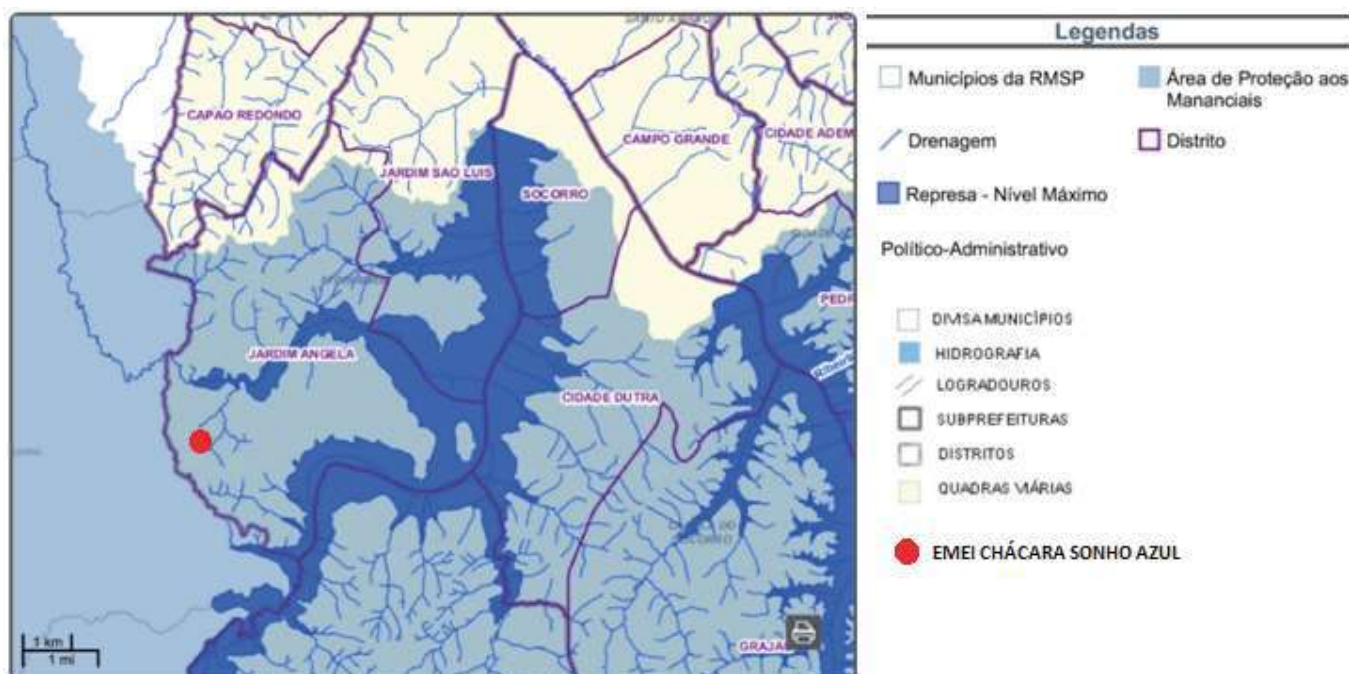 CAPAO REDONDO
JARDIM SAO LUIS
SOCORRO
CAMPO GRANDE
CIDADE ADEM
PEDR
JARDIM ANGELA
CIDADE DUTRA
GRAJAU
1 km
1 mi
Legendas
Municípios da RMSP
Área de Proteção aos
Mananciais
Drenagem
Distrito
Represa - Nível Máximo
Político-Administrativo
DIVISA MUNICÍPIOS
HIDROGRAFIA
LOGRADOUROS
SUBPREFEITURAS
DISTRITOS
QUADRAS VIÁRIAS
EMEI CHÁCARA SONHO AZUL